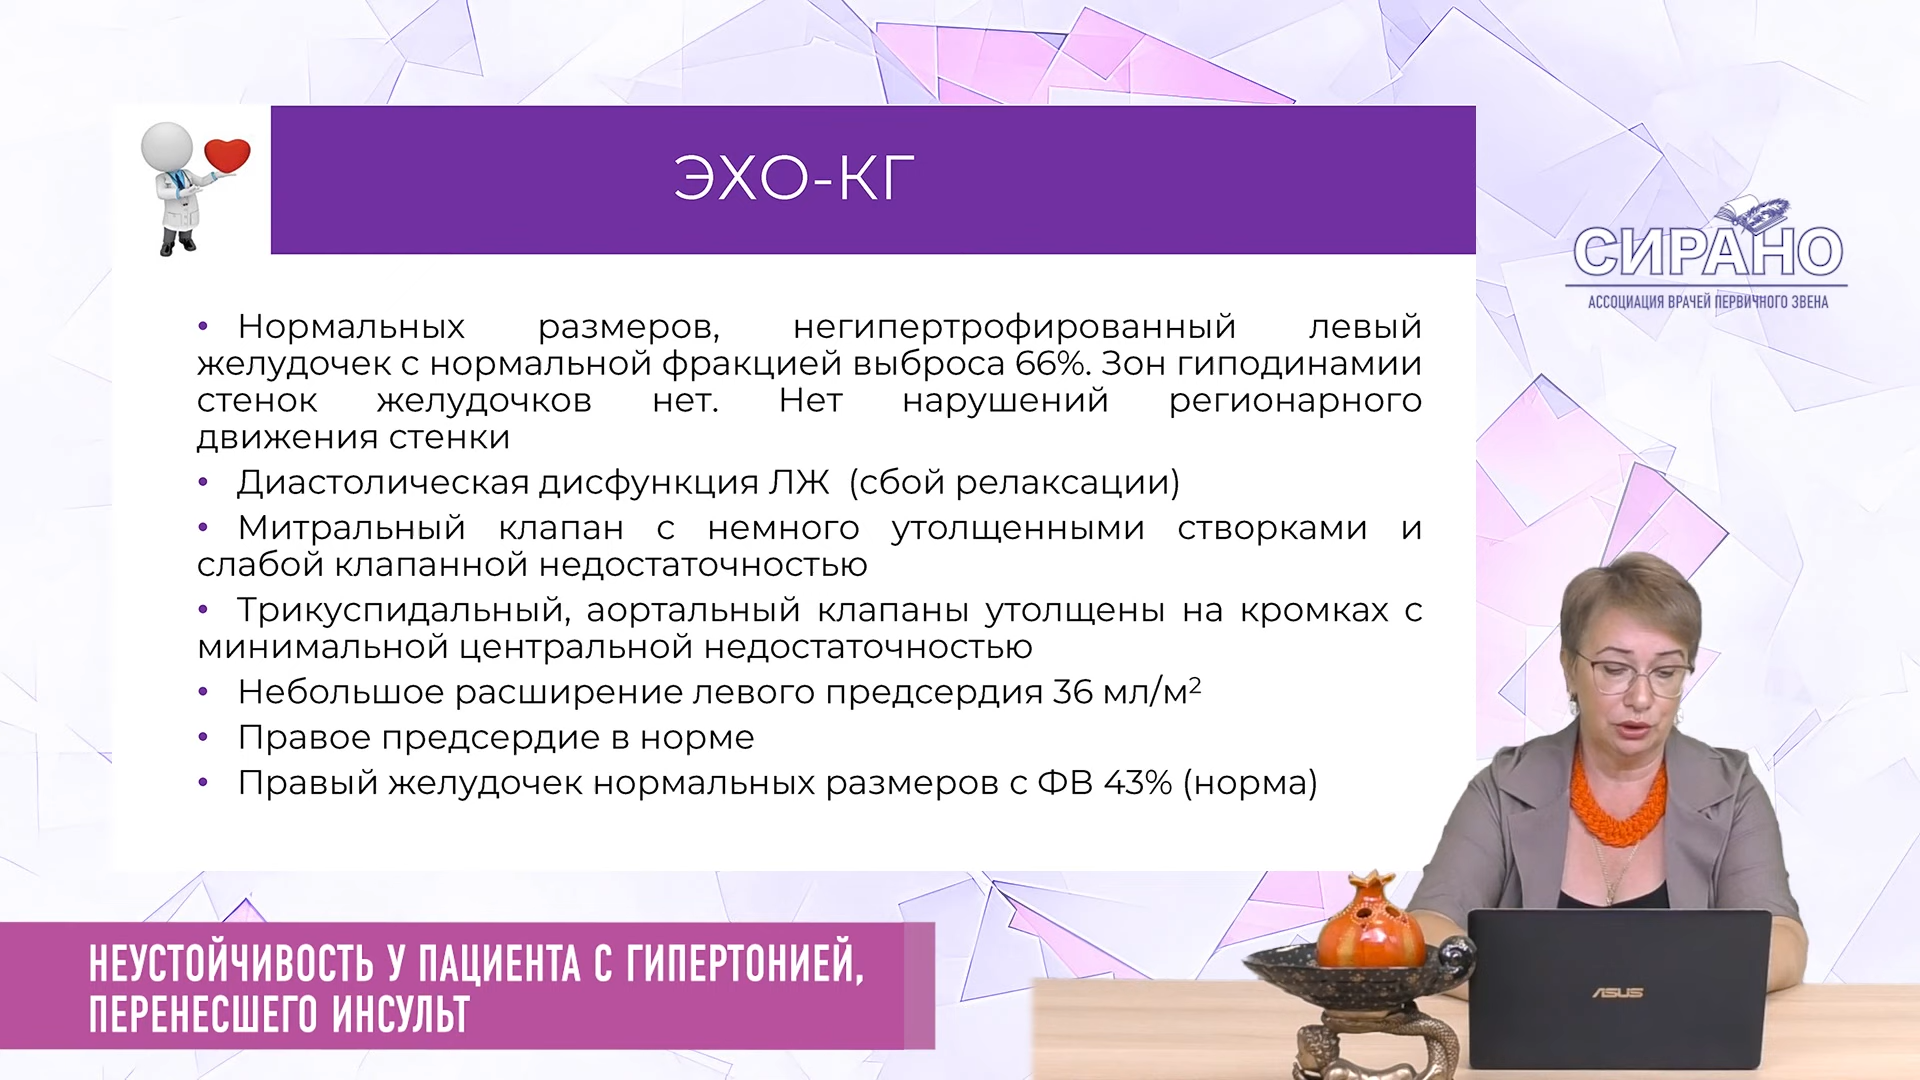 ЭХО-КГ
СИРАНО
АССОЦИАЦИЯ ВРАЧЕЙ ПЕРВИЧНОГО ЗВЕНА
• Нормальных размеров, негипертрофированный левый
желудочек с нормальной фракцией выброса 66%. Зон гиподинамии
стенок желудочков нет. Нет нарушений регионарного
движения стенки
• Диастолическая дисфункция ЛЖ (сбой релаксации)
• Митральный клапан с немного утолщенными створками и
слабой клапанной недостаточностью
• Трикуспидальный, аортальный клапаны утолщены на кромках с
минимальной центральной недостаточностью
• Небольшое расширение левого предсердия 36 мл/м²
• Правое предсердие в норме
• Правый желудочек нормальных размеров с ФВ 43% (норма)
НЕУСТОЙЧИВОСТЬ У ПАЦИЕНТА С ГИПЕРТОНИЕЙ,
ПЕРЕНЕСШЕГО ИНСУЛЬТ
ASUS